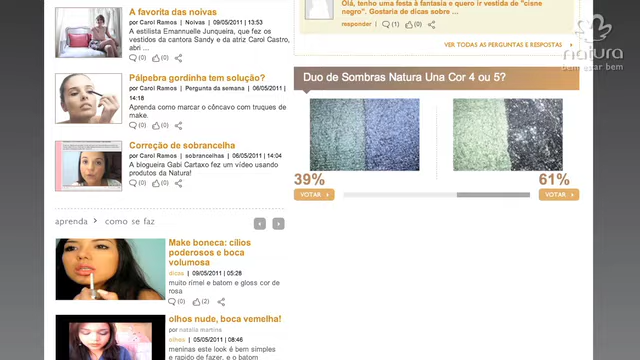 A favorita das noivas
por Carol Ramos | Noivas | 09/05/2011 | 13:53
A estilista Emannuelle Junqueira, que fez os
vestidos da cantora Sandy e da atriz Carol Castro,
abri ...
(0) (0)
Pálpebra gordinha tem solução?
por Carol Ramos | Pergunta da semana | 06/05/2011 |
14:18
Aprenda como marcar o côncavo com truques de
make.
(0) (0)
Correção de sobrancelha
por Carol Ramos | sobrancelhas | 06/05/2011 | 14:04
A blogueira Gabi Cartaxo fez um vídeo usando
produtos da Natura!
(0) (0)
aprenda > como se faz
Make boneca: cílios
poderosos e boca
volumosa
dicas | 09/05/2011 | 05:28
muito rímel e batom e gloss cor de
rosa
(0) (2)
olhos nude, boca vemelha!
por natalia martins
olhos | 05/05/2011 | 08:46
meninas este look é bem simples
e rapido de fazer, e o batom
Olá, tenho uma festa à fantasia e quero ir vestida de "cisne
negro". Gostaria de dicas sobre ...
responder | (1) (0)
VER TODAS AS PERGUNTAS E RESPOSTAS >
natura
bem estar bem
Duo de Sombras Natura Una Cor 4 ou 5?
39% 61%
VOTAR > VOTAR >